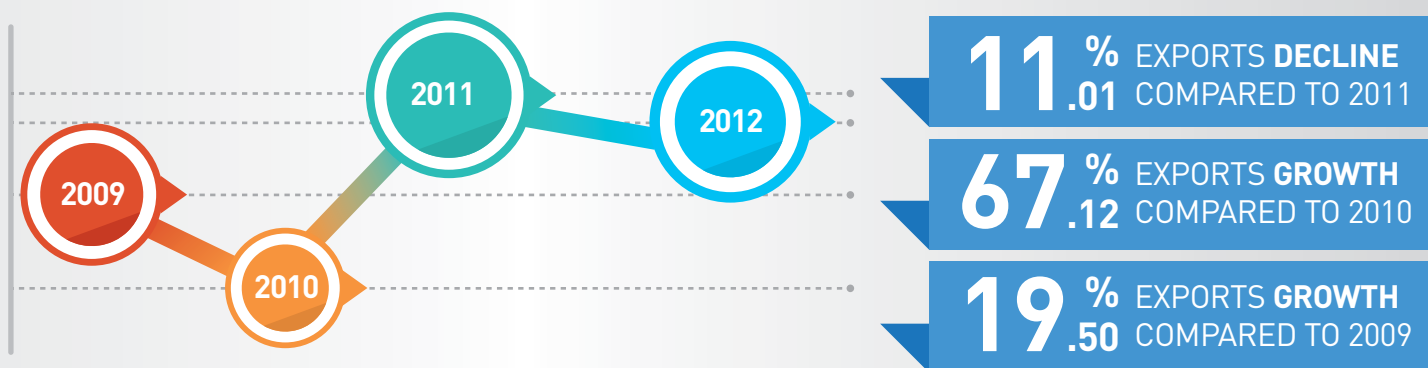 2009
2010
2011
2012
11.01% EXPORTS DECLINE
COMPARED TO 2011
67.12% EXPORTS GROWTH
COMPARED TO 2010
19.50% EXPORTS GROWTH
COMPARED TO 2009